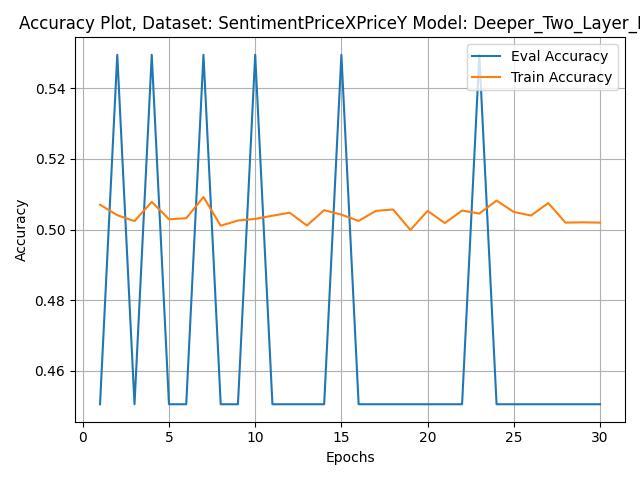 Accuracy Plot, Dataset: SentimentPriceXPriceY Model: Deeper_Two_Layer_
Eval Accuracy
Train Accuracy
Accuracy
0.54
0.52
0.50
0.48
0.46
0 5 10 15 20 25 30
Epochs